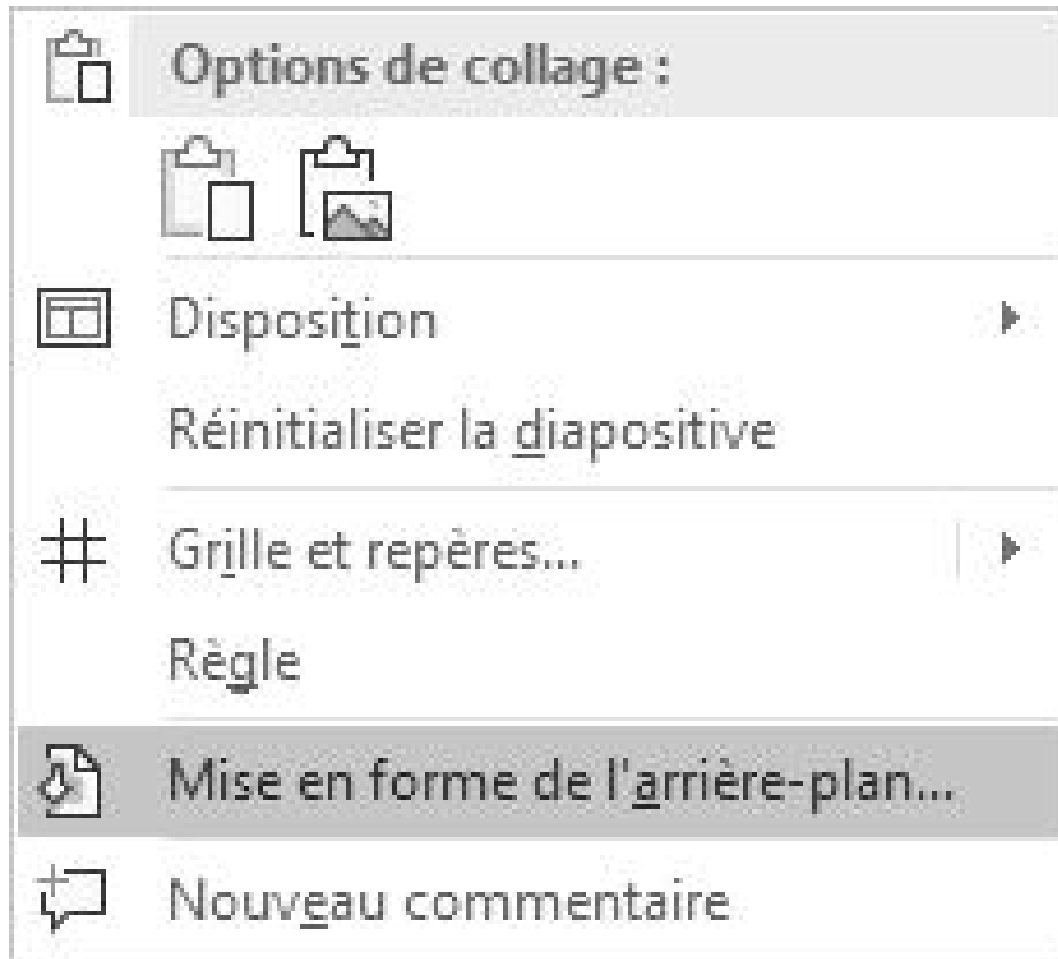 Options de collage :
Disposition
Réinitialiser la diapositive
Grille et repères...
Règle
Mise en forme de l'arrière-plan...
Nouveau commentaire